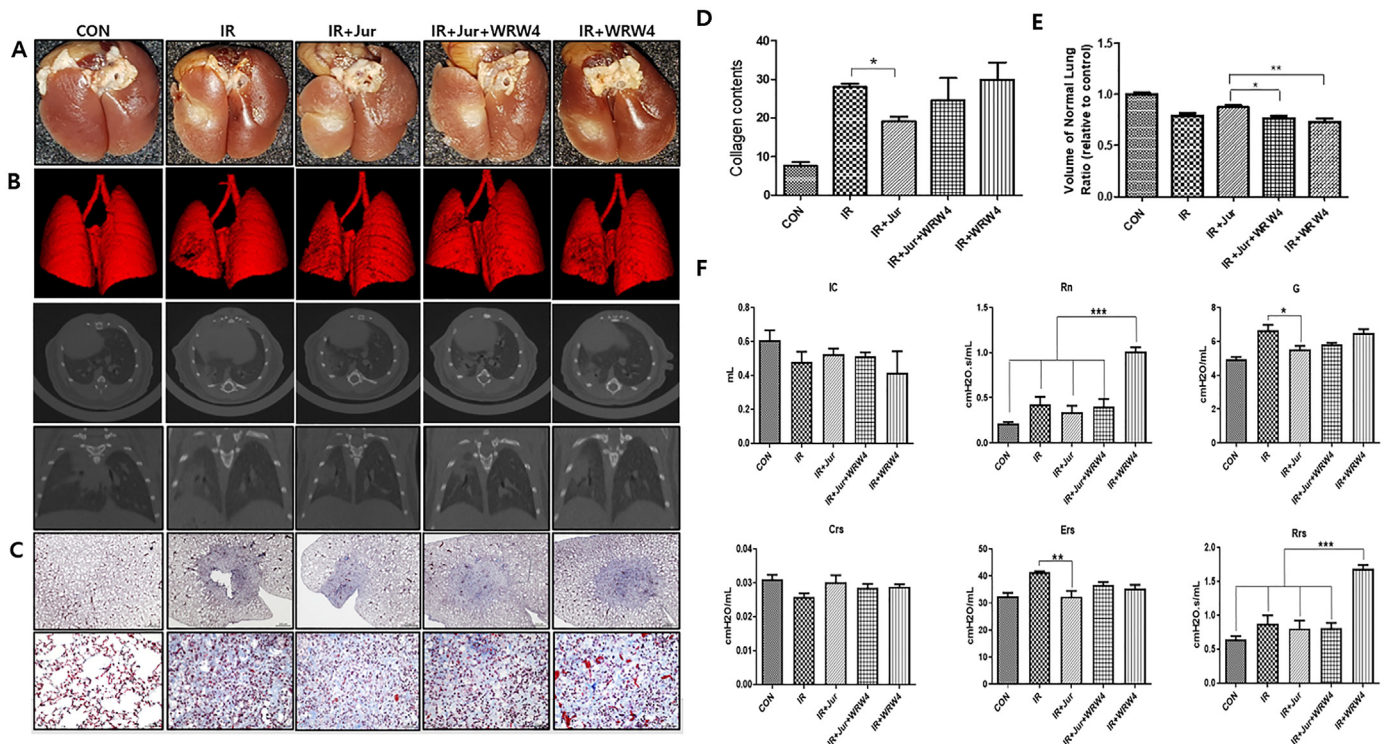 A
CON
IR
IR+Jur
IR+Jur+WRW4
IR+WRW4
B
C
D
Collagen contents
40
30
20
10
0
CON
IR
IR+Jur
IR+Jur+WRW4
IR+WRW4
*
E
Volume of Normal Lung
Ratio (relative to control)
1.5
1.0
0.5
0.0
CON
IR
IR+Jur
IR+Jur+WRW4
IR+WRW4
*
**
F
IC
mL
0.8
0.6
0.4
0.2
0.0
CON
IR
IR+Jur
IR+Jur+WRW4
IR+WRW4
Rn
cmH2O.s/mL
1.5
1.0
0.5
0.0
***
CON
IR
IR+Jur
IR+Jur+WRW4
IR+WRW4
G
cmH2O/mL
8
6
4
2
0
*
CON
IR
IR+Jur
IR+Jur+WRW4
IR+WRW4
Crs
cmH2O/mL
0.04
0.03
0.02
0.01
0.00
CON
IR
IR+Jur
IR+Jur+WRW4
IR+WRW4
Ers
cmH2O/mL
50
40
30
20
10
0
**
CON
IR
IR+Jur
IR+Jur+WRW4
IR+WRW4
Rrs
cmH2O.s/mL
2.0
1.5
1.0
0.5
0.0
***
CON
IR
IR+Jur
IR+Jur+WRW4
IR+WRW4